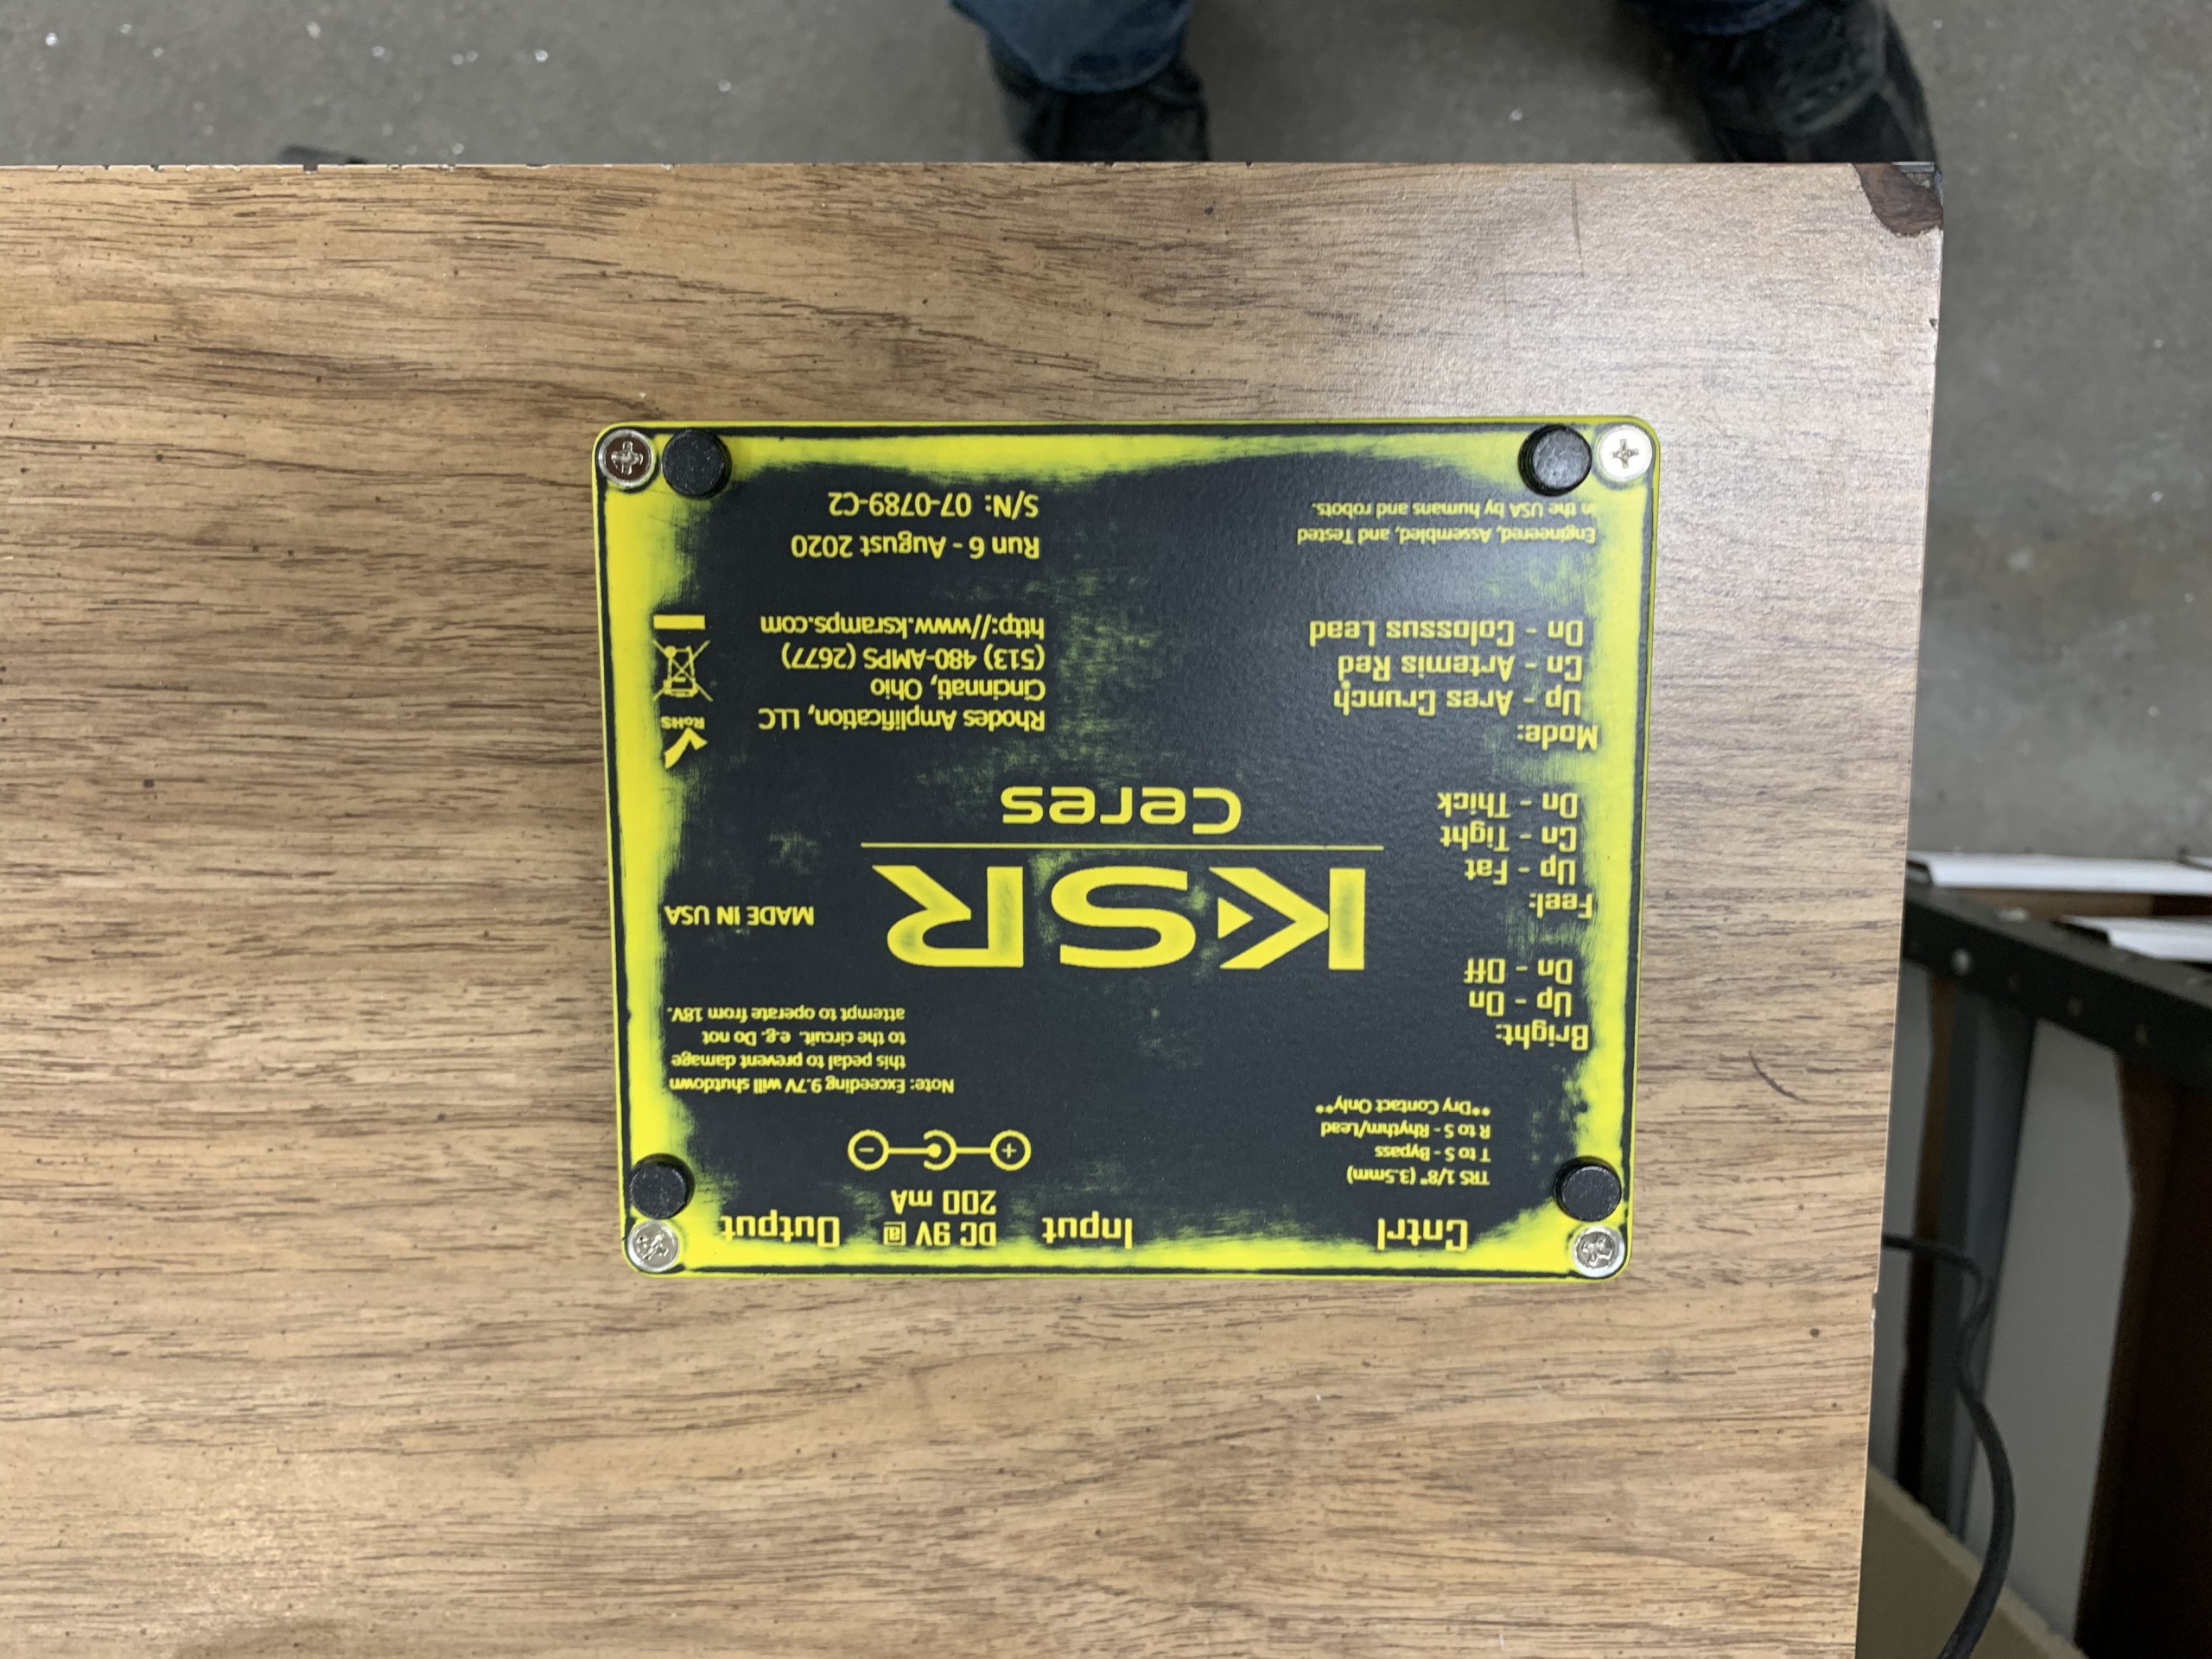 Cntrl
TRS 1/8" (3.5mm)
T to S - Bypass
R to S - Rhythm/Lead
**Dry Contact Only**
Input
DC 9V @
200 mA
Output
+
-
Note: Exceeding 9.7V will shutdown
this pedal to prevent damage
to the circuit. e.g. Do not
attempt to operate from 18V.
Bright:
Up - On
Dn - Off
Feel:
Up - Fat
Cn - Tight
Dn - Thick
KSR
Ceres
MADE IN USA
Mode:
Up - Ares Crunch
Cn - Artemis Red
Dn - Colossus Lead
Rhodes Amplification, LLC
Cincinnati, Ohio
(513) 480-AMPS (2677)
http://www.ksramps.com
RoHS
Engineered, Assembled, and Tested
in the USA by humans and robots.
Run 6 - August 2020
S/N: 07-0789-C2